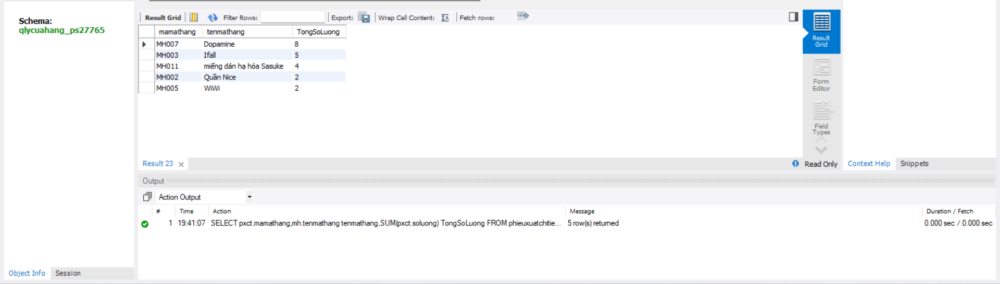 Schema:
qlycuahang_ps27765
Result Grid Filter Rows: Export: Wrap Cell Content: Fetch rows:
mamathang tenmathang TongSoLuong
MH007 Dopamine 8
MH003 Ifall 5
MH011 miếng dán hạ hỏa Sasuke 4
MH002 Quần Nice 2
MH005 WiWi 2
Result
Grid
Form
Editor
Field
Types
Result 23
Read Only
Context Help Snippets
Output
Action Output
# Time Action Message Duration / Fetch
1 19:41:07 SELECT pxct.mamathang,mh.tenmathang tenmathang,SUM(pxct.soluong) TongSoLuong FROM phieuxuatchitie... 5 row(s) returned 0.000 sec / 0.000 sec
Object Info Session